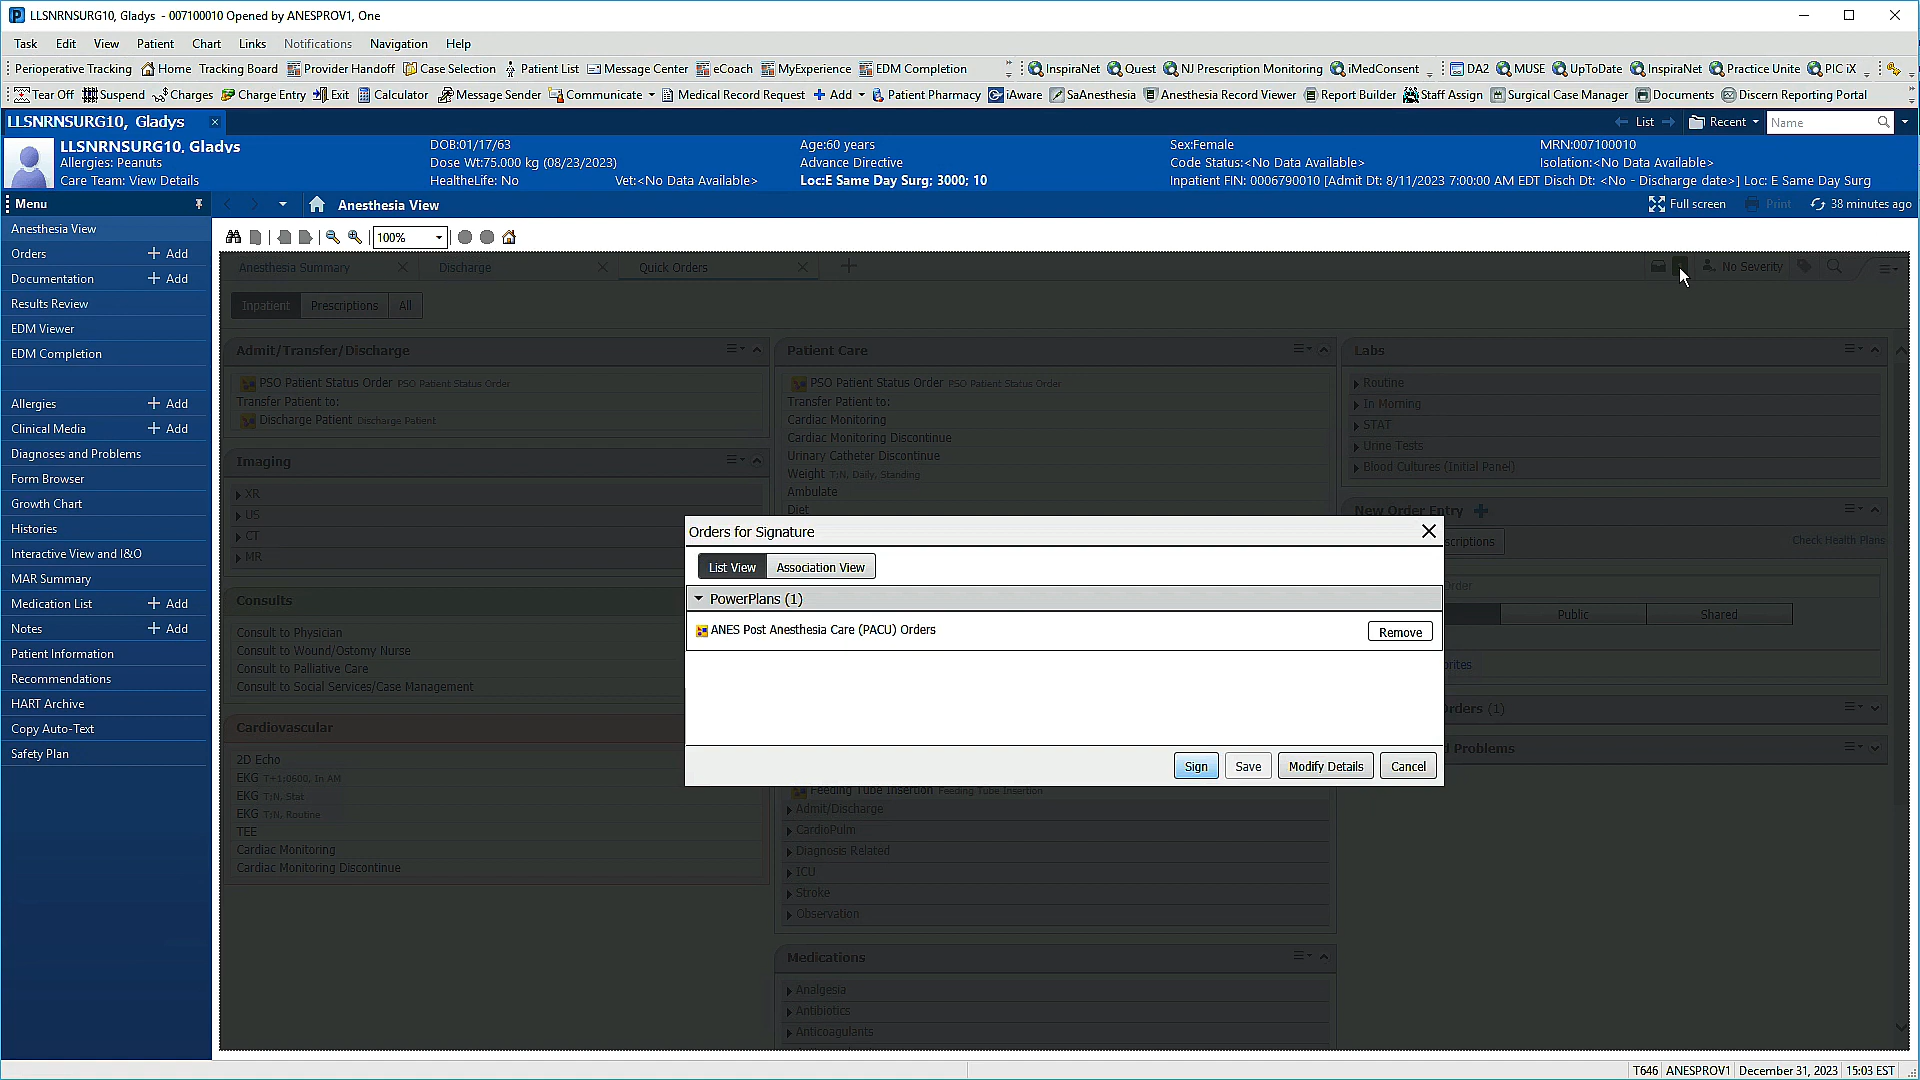 LLSNRNSURG10, Gladys - 007100010 Opened by ANESPROV1, One
Task Edit View Patient Chart Links Notifications Navigation Help
Perioperative Tracking Home Tracking Board Provider Handoff Case Selection Patient List Message Center eCoach MyExperience EDM Completion InspiraNet Quest NJ Prescription Monitoring iMedConsent DA2 MUSE UpToDate InspiraNet Practice Unite PIC iX
Tear Off Suspend Charges Charge Entry Exit Calculator Message Sender Communicate Medical Record Request Add Patient Pharmacy iAware SaAnesthesia Anesthesia Record Viewer Report Builder Staff Assign Surgical Case Manager Documents Discern Reporting Portal
LLSNRNSURG10, Gladys List Recent Name
LLSNRNSURG10, Gladys DOB:01/17/63 Age:60 years Sex:Female MRN:007100010
Allergies: Peanuts Dose Wt:75.000 kg (08/23/2023) Advance Directive Code Status:<No Data Available> Isolation:<No Data Available>
Care Team: View Details HealtheLife: No Vet:<No Data Available> Loc:E Same Day Surg; 3000; 10 Inpatient FIN: 0006790010 [Admit Dt: 8/11/2023 7:00:00 AM EDT Disch Dt: <No - Discharge date>] Loc: E Same Day Surg
Menu Anesthesia View Full screen Print 38 minutes ago
Anesthesia View
Orders Add
Documentation Add
Results Review
EDM Viewer
EDM Completion
Allergies Add
Clinical Media Add
Diagnoses and Problems
Form Browser
Growth Chart
Histories
Interactive View and I&O
MAR Summary
Medication List Add
Notes Add
Patient Information
Recommendations
HART Archive
Copy Auto-Text
Safety Plan
100%
Anesthesia Summary Discharge Quick Orders No Severity
Inpatient Prescriptions All
Admit/Transfer/Discharge
PSO Patient Status Order PSO Patient Status Order
Transfer Patient to:
Discharge Patient Discharge Patient
Imaging
XR
US
CT
MR
Consults
Consult to Physician
Consult to Wound/Ostomy Nurse
Consult to Palliative Care
Consult to Social Services/Case Management
Cardiovascular
2D Echo
EKG T+1;0600, In AM
EKG T;N, Stat
EKG T;N, Routine
TEE
Cardiac Monitoring
Cardiac Monitoring Discontinue
Patient Care
PSO Patient Status Order PSO Patient Status Order
Transfer Patient to:
Cardiac Monitoring
Cardiac Monitoring Discontinue
Urinary Catheter Discontinue
Weight T;N, Daily, Standing
Ambulate
Diet
Orders for Signature
List View Association View
PowerPlans (1)
ANES Post Anesthesia Care (PACU) Orders Remove
Sign Save Modify Details Cancel
Feeding Tube Insertion Feeding Tube Insertion
Admit/Discharge
CardioPulm
Diagnosis Related
ICU
Stroke
Observation
Medications
Analgesia
Antibiotics
Anticoagulants
Labs
Routine
In Morning
STAT
Urine Tests
Blood Cultures (Initial Panel)
New Order Entry
scriptions Check Health Plans
Order
Public Shared
orites
Orders (1)
d Problems
T646 ANESPROV1 December 31, 2023 15:03 EST